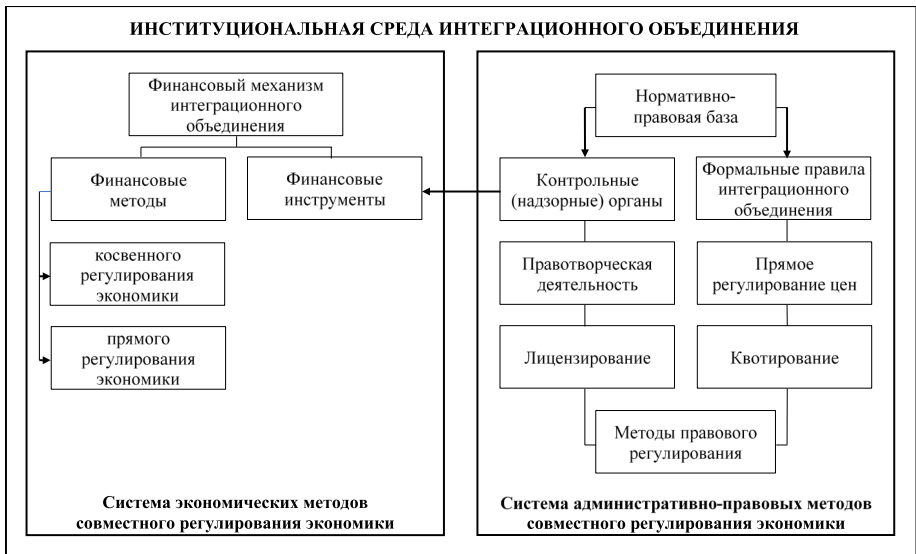 ИНСТИТУЦИОНАЛЬНАЯ СРЕДА ИНТЕГРАЦИОННОГО ОБЪЕДИНЕНИЯ
Финансовый механизм
интеграционного
объединения
Финансовые
методы
Финансовые
инструменты
косвенного
регулирования
экономики
прямого
регулирования
экономики
Система экономических методов
совместного регулирования экономики
Нормативно-
правовая база
Контрольные
(надзорные) органы
Формальные правила
интеграционного
объединения
Правотворческая
деятельность
Прямое
регулирование цен
Лицензирование
Квотирование
Методы правового
регулирования
Система административно-правовых методов
совместного регулирования экономики